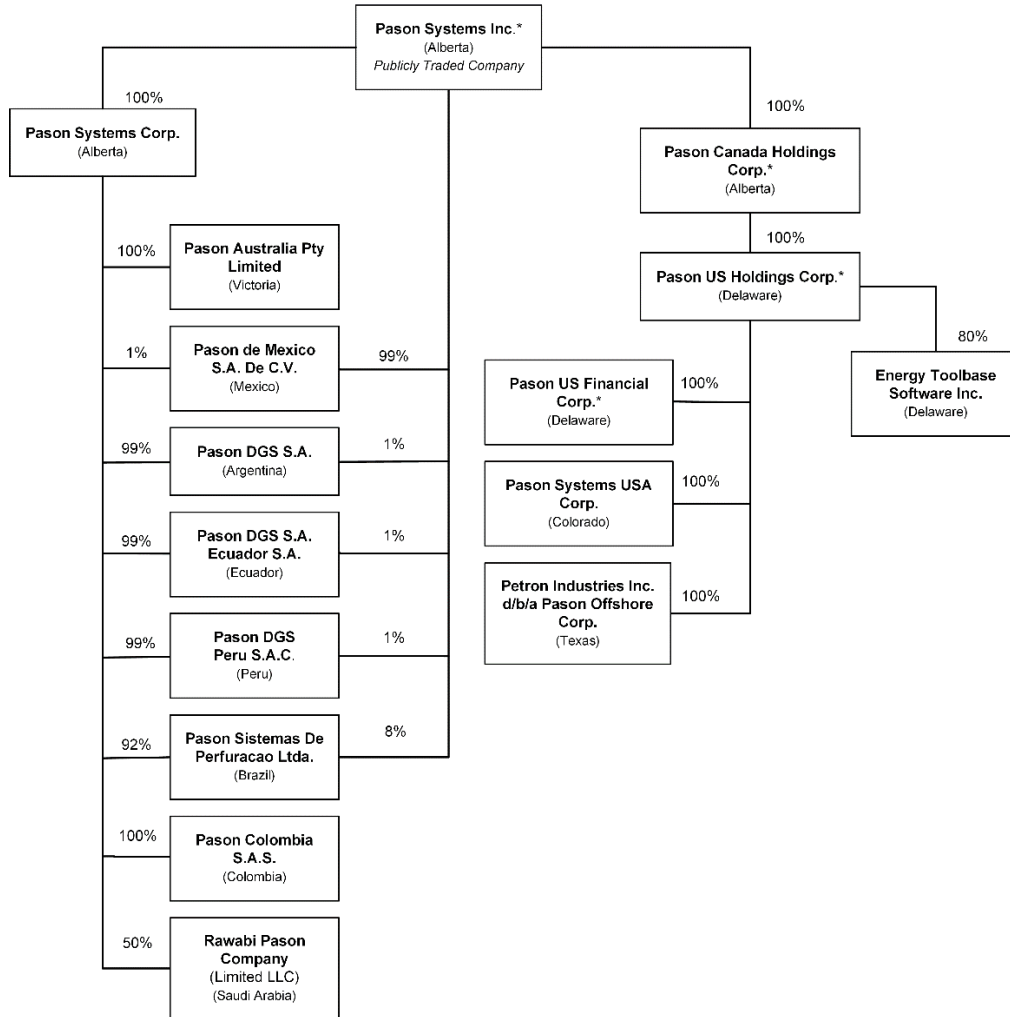 Pason Systems Inc.*
(Alberta)
Publicly Traded Company
100%
Pason Systems Corp.
(Alberta)
100%
Pason Canada Holdings
Corp.*
(Alberta)
100%
Pason Australia Pty
Limited
(Victoria)
100%
Pason US Holdings Corp.*
(Delaware)
1%
Pason de Mexico
S.A. De C.V.
(Mexico)
99%
80%
Energy Toolbase
Software Inc.
(Delaware)
Pason US Financial
Corp.*
(Delaware)
100%
99%
Pason DGS S.A.
(Argentina)
1%
Pason Systems USA
Corp.
(Colorado)
100%
99%
Pason DGS S.A.
Ecuador S.A.
(Ecuador)
1%
Petron Industries Inc.
d/b/a Pason Offshore
Corp.
(Texas)
100%
99%
Pason DGS
Peru S.A.C.
(Peru)
1%
92%
Pason Sistemas De
Perfuracao Ltda.
(Brazil)
8%
100%
Pason Colombia
S.A.S.
(Colombia)
50%
Rawabi Pason
Company
(Limited LLC)
(Saudi Arabia)